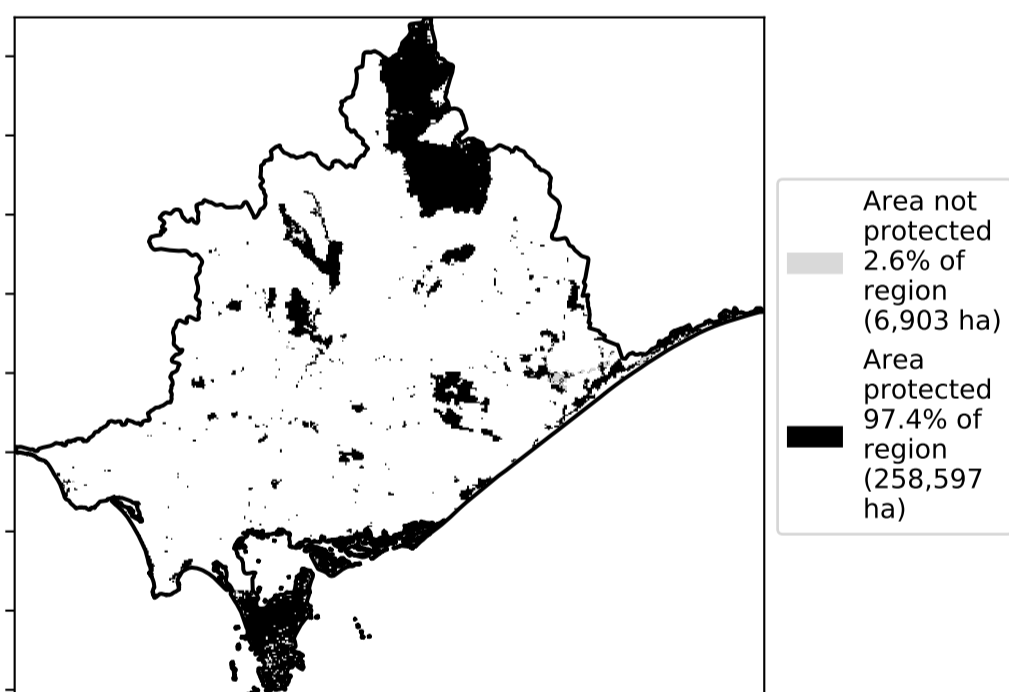 Area not
protected
2.6% of
region
(6,903 ha)
Area
protected
97.4% of
region
(258,597
ha)